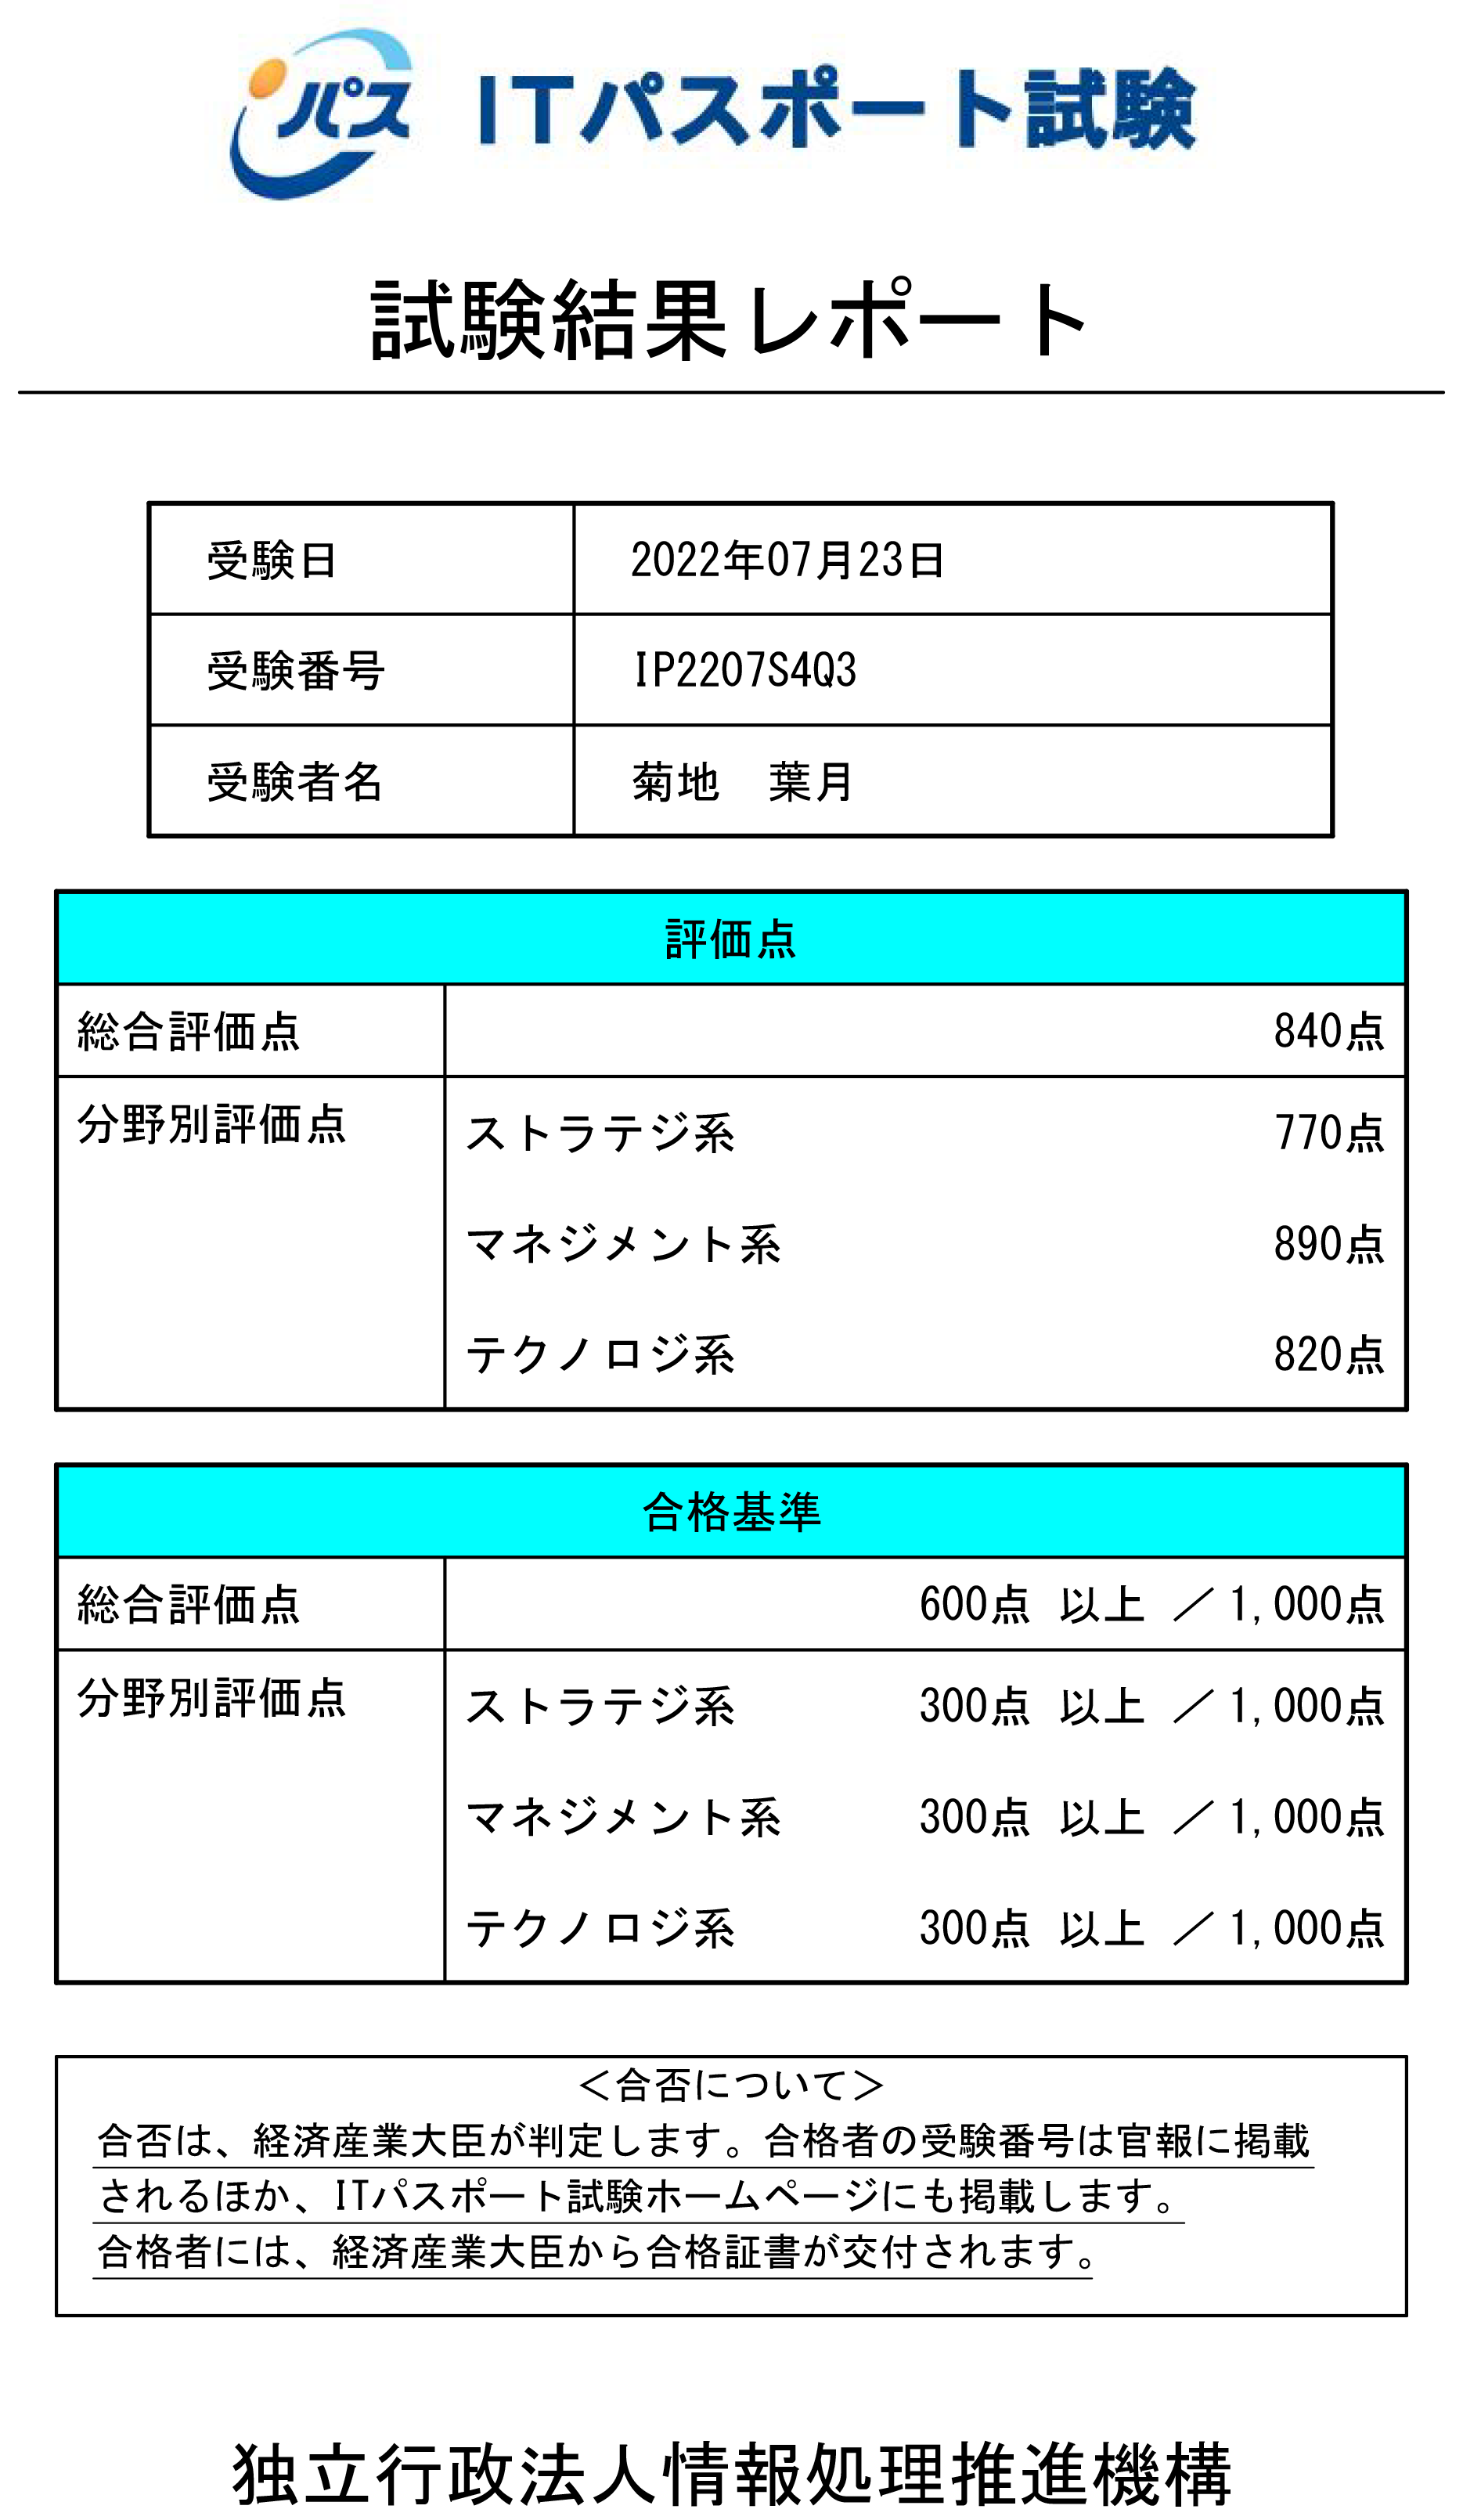 パス ITパスポート試験
試験結果レポート
受験日 2022年07月23日
受験番号 IP2207S4Q3
受験者名 菊地　葉月
評価点
総合評価点 840点
分野別評価点 ストラテジ系 770点
マネジメント系 890点
テクノロジ系 820点
合格基準
総合評価点 600点 以上 ／1,000点
分野別評価点 ストラテジ系 300点 以上 ／1,000点
マネジメント系 300点 以上 ／1,000点
テクノロジ系 300点 以上 ／1,000点
＜合否について＞
合否は、経済産業大臣が判定します。合格者の受験番号は官報に掲載
されるほか、ITパスポート試験ホームページにも掲載します。
合格者には、経済産業大臣から合格証書が交付されます。
独立行政法人情報処理推進機構